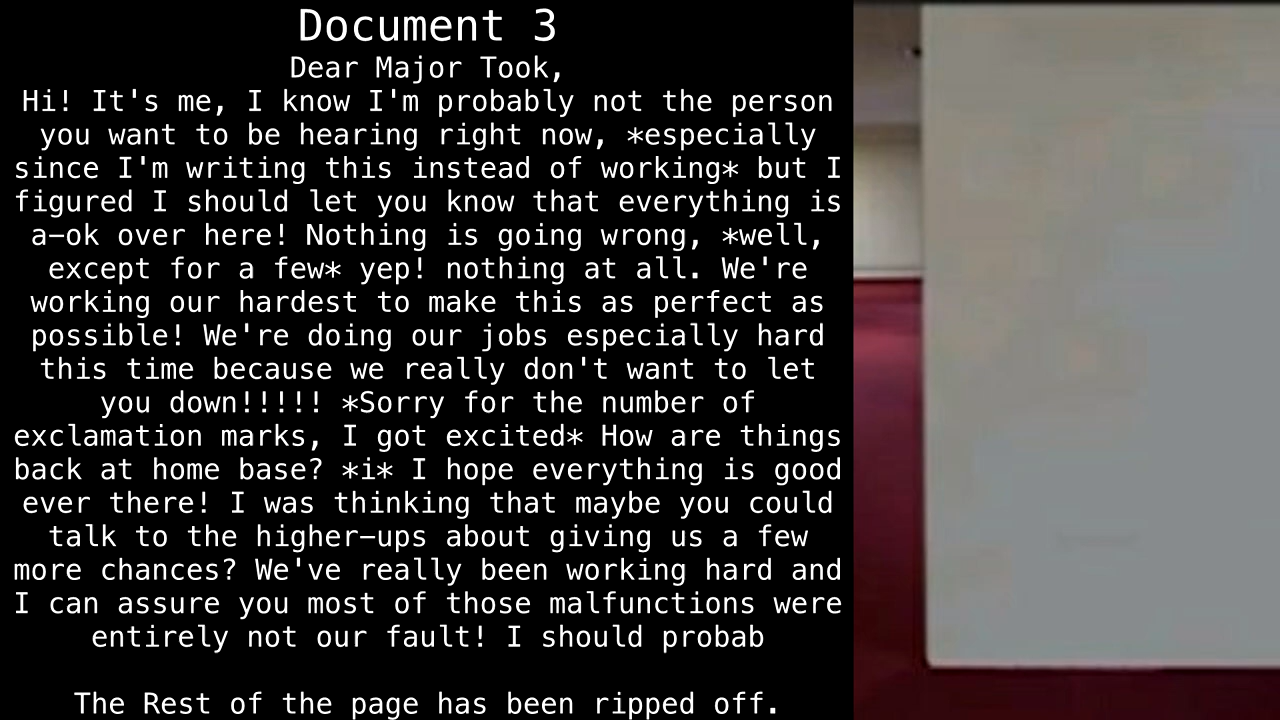 Document 3
Dear Major Took,
Hi! It's me, I know I'm probably not the person
you want to be hearing right now, *especially
since I'm writing this instead of working* but I
figured I should let you know that everything is
a-ok over here! Nothing is going wrong, *well,
except for a few* yep! nothing at all. We're
working our hardest to make this as perfect as
possible! We're doing our jobs especially hard
this time because we really don't want to let
you down!!!!! *Sorry for the number of
exclamation marks, I got excited* How are things
back at home base? *i* I hope everything is good
ever there! I was thinking that maybe you could
talk to the higher-ups about giving us a few
more chances? We've really been working hard and
I can assure you most of those malfunctions were
entirely not our fault! I should probab
The Rest of the page has been ripped off.